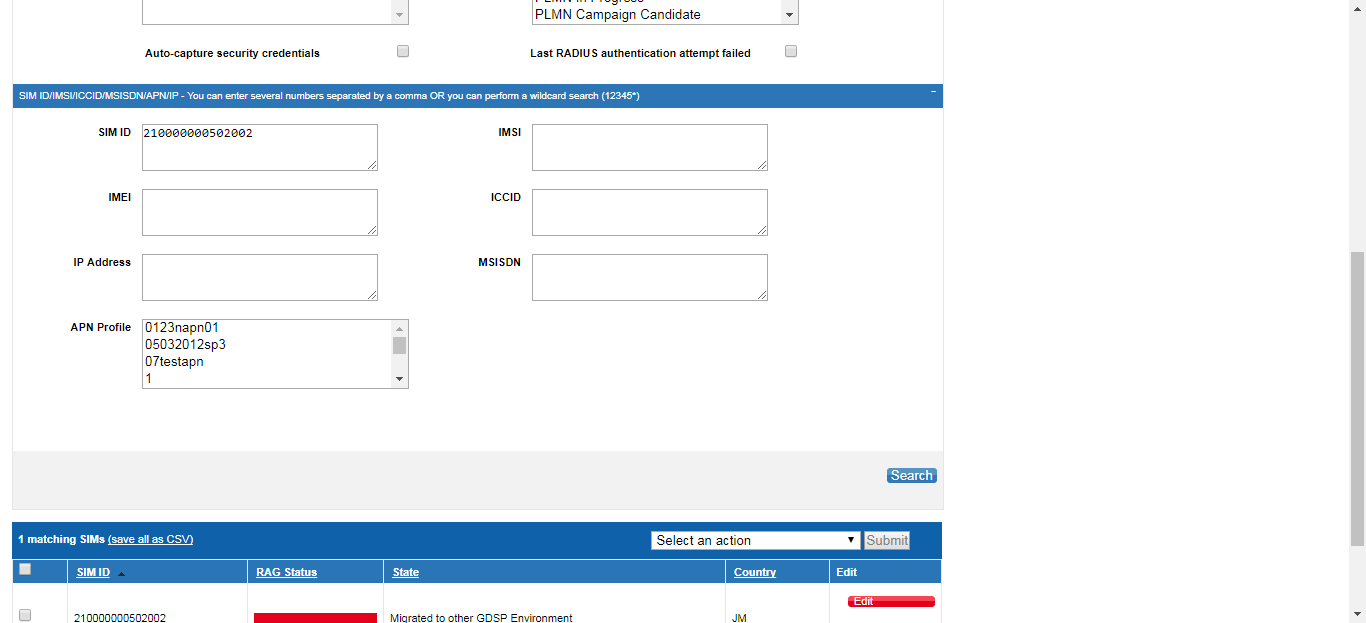 PLMN In Progress
PLMN Campaign Candidate
Auto-capture security credentials
Last RADIUS authentication attempt failed
SIM ID/IMSI/ICCID/MSISDN/APN/IP - You can enter several numbers separated by a comma OR you can perform a wildcard search (12345*)
SIM ID 210000000502002 IMSI
IMEI ICCID
IP Address MSISDN
APN Profile 0123napn01
05032012sp3
07testapn
1
Search
1 matching SIMs (save all as CSV) Select an action Submit
SIM ID RAG Status State Country Edit
Edit
210000000502002 Migrated to other GDSP Environment JM